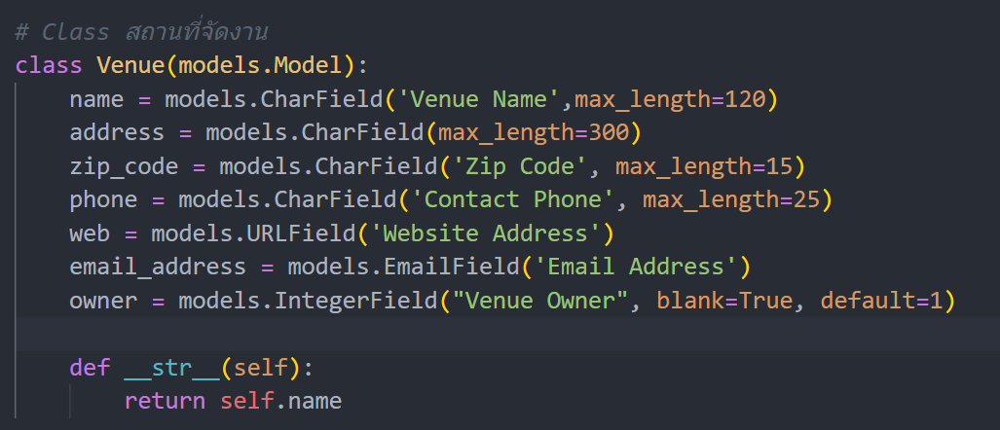 # Class สถานที่จัดงาน
class Venue(models.Model):
    name = models.CharField('Venue Name',max_length=120)
    address = models.CharField(max_length=300)
    zip_code = models.CharField('Zip Code', max_length=15)
    phone = models.CharField('Contact Phone', max_length=25)
    web = models.URLField('Website Address')
    email_address = models.EmailField('Email Address')
    owner = models.IntegerField("Venue Owner", blank=True, default=1)
    def __str__(self):
        return self.name